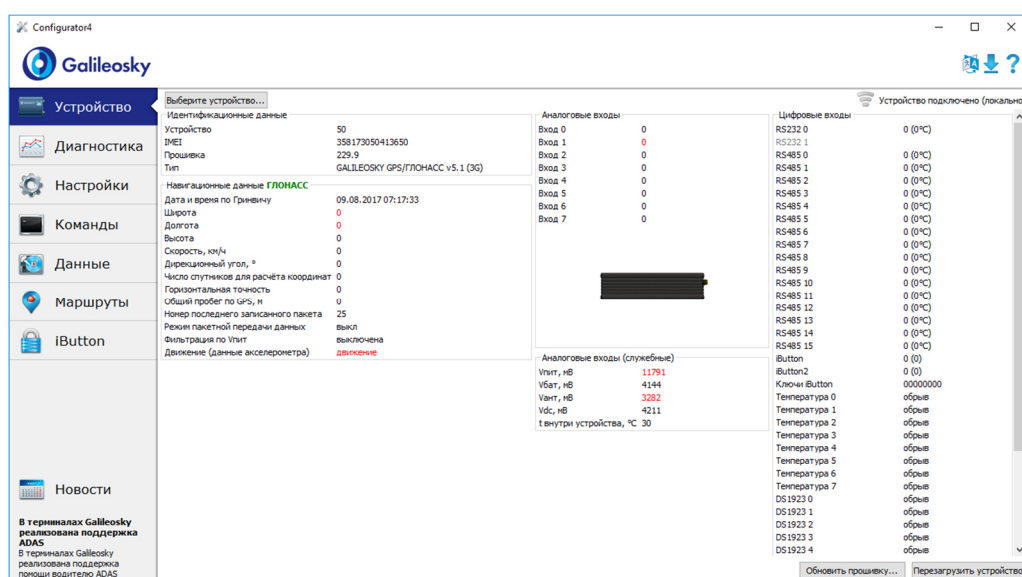 Configurator4
Galileosky
Устройство
Диагностика
Настройки
Команды
Данные
Маршруты
iButton
Новости
В терминалах Galileosky
реализована поддержка
ADAS
В терминалах Galileosky
реализована поддержка
помощи водителю ADAS
Выберите устройство...
Устройство подключено (локально
Идентификационные данные
Устройство 50
IMEI 358173050413650
Прошивка 229.9
Тип GALILEOSKY GPS/ГЛОНАСС v5.1 (3G)
Навигационные данные ГЛОНАСС
Дата и время по Гринвичу 09.08.2017 07:17:33
Широта 0
Долгота 0
Высота 0
Скорость, км/ч 0
Дирекционный угол, ° 0
Число спутников для расчёта координат 0
Горизонтальная точность 0
Общий пробег по GPS, м 0
Номер последнего записанного пакета 25
Режим пакетной передачи данных выкл
Фильтрация по Vпит выключена
Движение (данные акселерометра) движение
Аналоговые входы
Вход 0 0
Вход 1 0
Вход 2 0
Вход 3 0
Вход 4 0
Вход 5 0
Вход 6 0
Вход 7 0
Аналоговые входы (служебные)
Vпит, мВ 11791
Vбат, мВ 4144
Vант, мВ 3282
Vdc, мВ 4211
t внутри устройства, °C 30
Цифровые входы
RS232 0 0 (0°C)
RS232 1
RS485 0 0 (0°C)
RS485 1 0 (0°C)
RS485 2 0 (0°C)
RS485 3 0 (0°C)
RS485 4 0 (0°C)
RS485 5 0 (0°C)
RS485 6 0 (0°C)
RS485 7 0 (0°C)
RS485 8 0 (0°C)
RS485 9 0 (0°C)
RS485 10 0 (0°C)
RS485 11 0 (0°C)
RS485 12 0 (0°C)
RS485 13 0 (0°C)
RS485 14 0 (0°C)
RS485 15 0 (0°C)
iButton 0 (0)
iButton2 0 (0)
Ключи iButton 00000000
Температура 0 обрыв
Температура 1 обрыв
Температура 2 обрыв
Температура 3 обрыв
Температура 4 обрыв
Температура 5 обрыв
Температура 6 обрыв
Температура 7 обрыв
DS1923 0 обрыв
DS1923 1 обрыв
DS1923 2 обрыв
DS1923 3 обрыв
DS1923 4 обрыв
Обновить прошивку...
Перезагрузить устройство